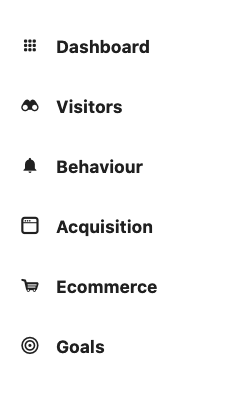 Dashboard
Visitors
Behaviour
Acquisition
Ecommerce
Goals